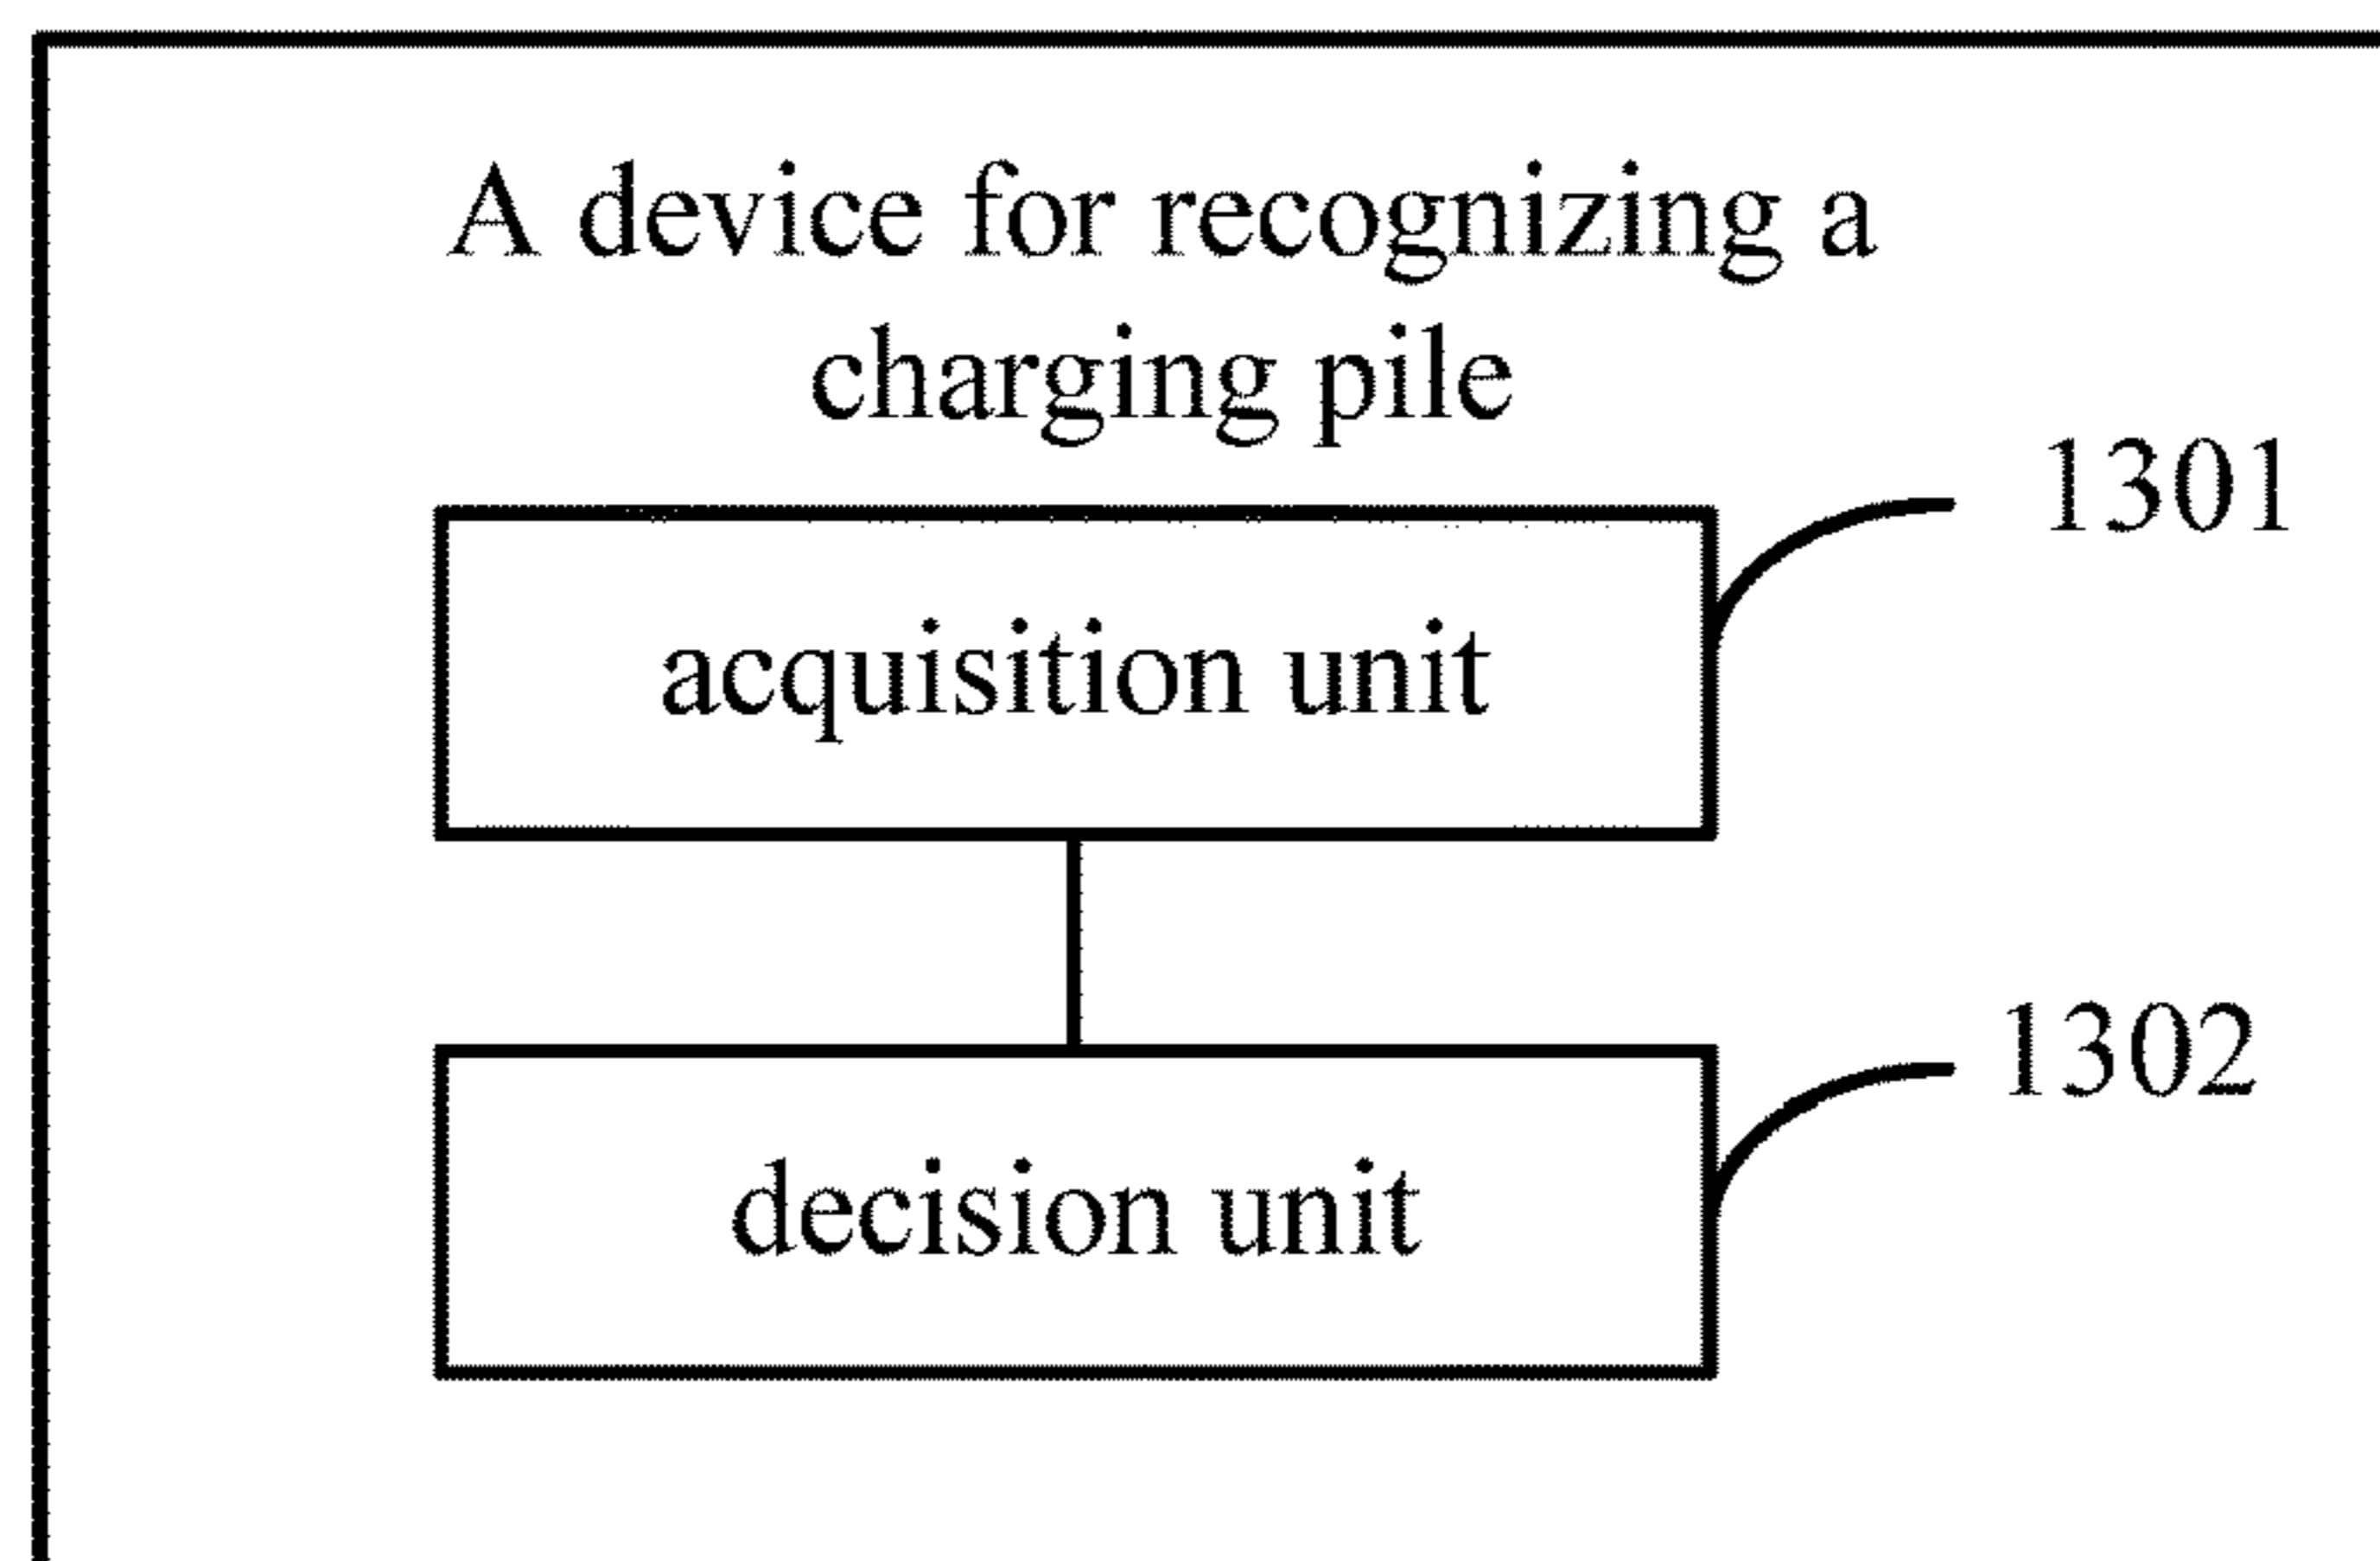 A device for recognizing a
charging pile
1301
acquisition unit
1302
decision unit